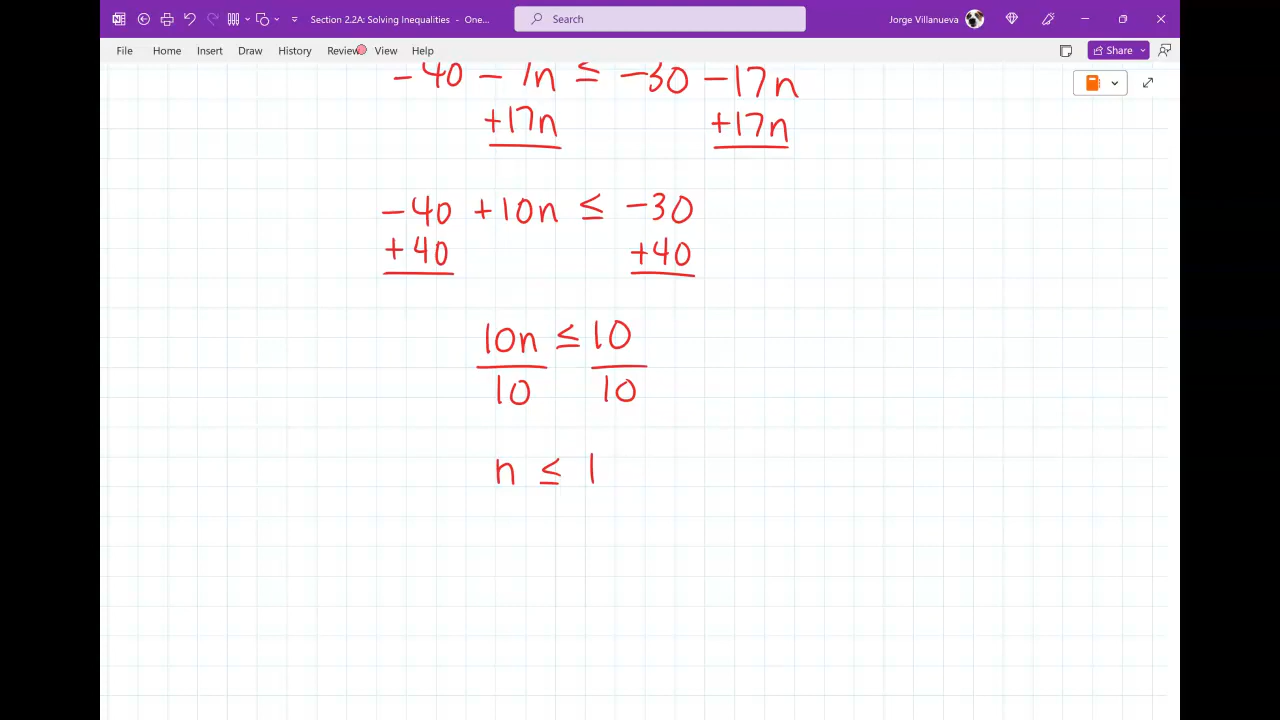 Section 2.2A: Solving Inequalities - One...
Search
Jorge Villanueva
File Home Insert Draw History Review View Help
Share
-40 - 7n ≤ -30 - 17n
+17n +17n
-40 +10n ≤ -30
+40 +40
10n ≤ 10
10 10
n ≤ 1